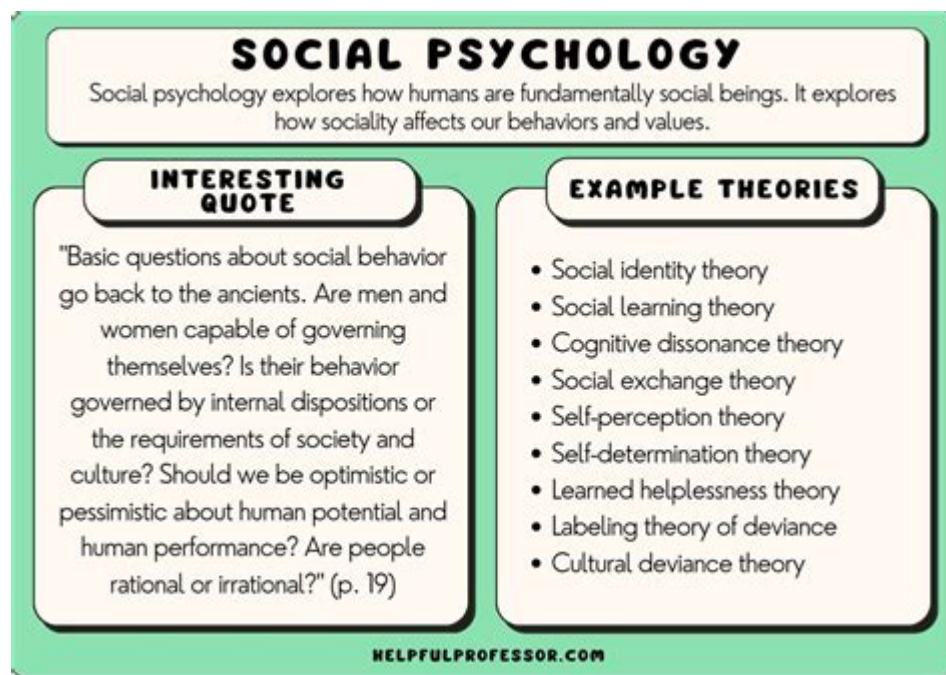 SOCIAL PSYCHOLOGY
Social psychology explores how humans are fundamentally social beings. It explores
how sociality affects our behaviors and values.
INTERESTING
QUOTE
"Basic questions about social behavior
go back to the ancients. Are men and
women capable of governing
themselves? Is their behavior
governed by internal dispositions or
the requirements of society and
culture? Should we be optimistic or
pessimistic about human potential and
human performance? Are people
rational or irrational?" (p. 19)
EXAMPLE THEORIES
• Social identity theory
• Social learning theory
• Cognitive dissonance theory
• Social exchange theory
• Self-perception theory
• Self-determination theory
• Learned helplessness theory
• Labeling theory of deviance
• Cultural deviance theory
HELPFULPROFESSOR.COM